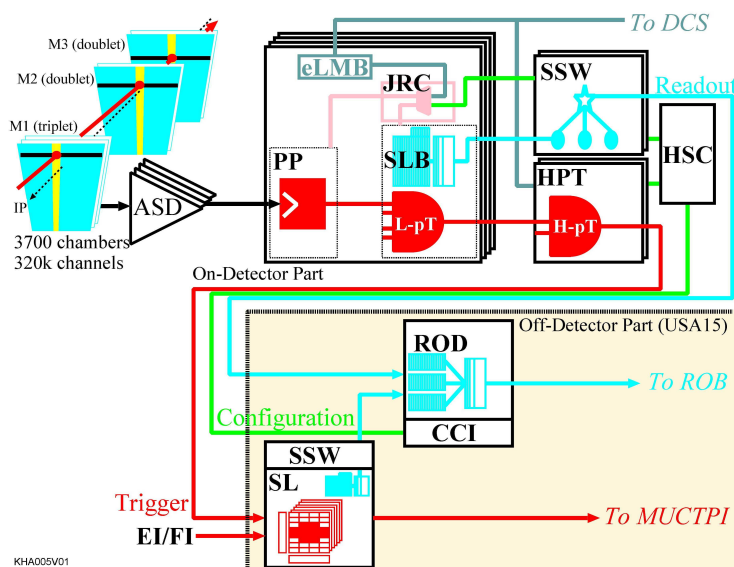 To DCS
M3 (doublet)
eLMB
SSW
M2 (doublet)
JRC
Readout
M1 (triplet)
SLB
HSC
PP
HPT
IP
ASD
L-pT
H-pT
3700 chambers
320k channels
On-Detector Part
Off-Detector Part (USA15)
ROD
To ROB
Configuration
CCI
SSW
SL
Trigger
To MUCTPI
EI/FI
KHA005V01